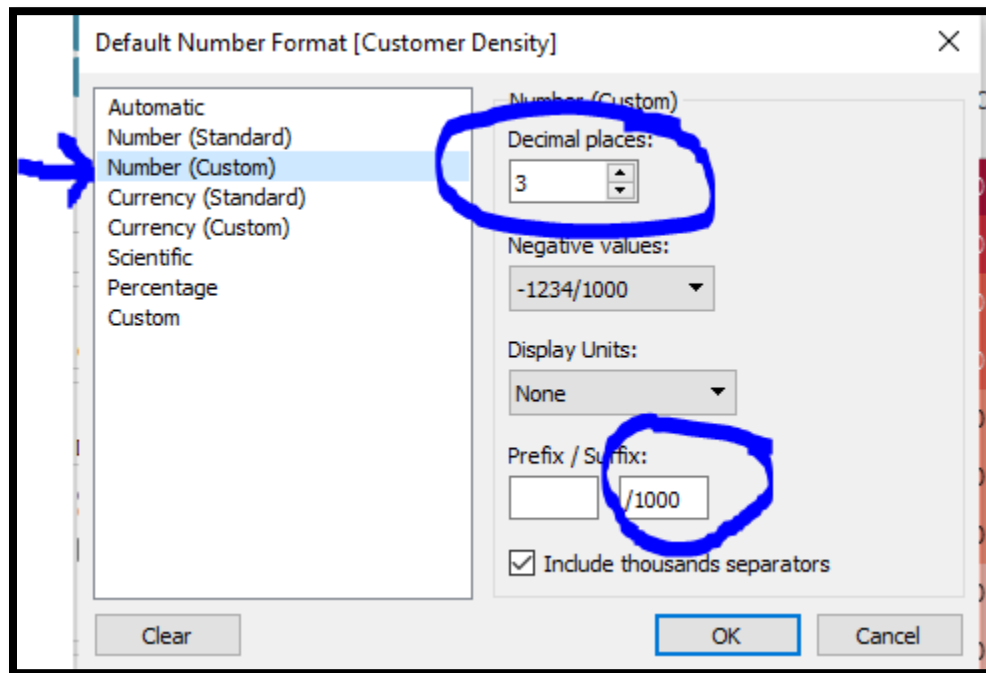 Default Number Format [Customer Density]
Automatic
Number (Standard)
Number (Custom)
Currency (Standard)
Currency (Custom)
Scientific
Percentage
Custom
Number (Custom)
Decimal places:
3
Negative values:
-1234/1000
Display Units:
None
Prefix / Suffix:
/1000
Include thousands separators
Clear
OK
Cancel